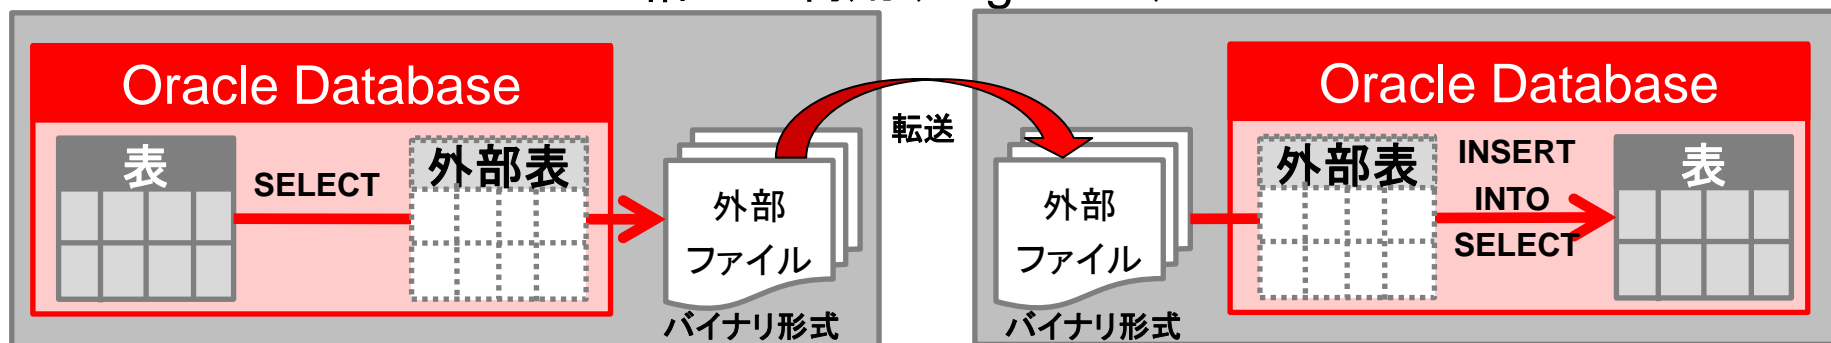 Oracle Database
表
SELECT
外部表
外部
ファイル
バイナリ形式
転送
外部
ファイル
バイナリ形式
Oracle Database
外部表
INSERT
INTO
SELECT
表